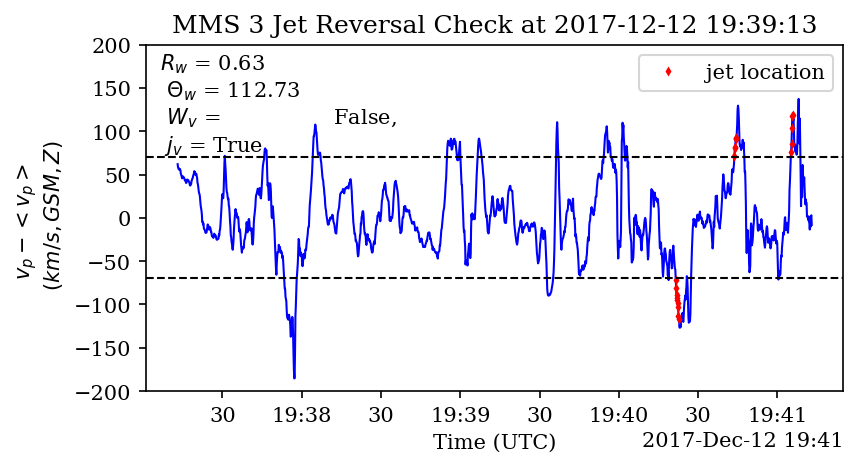 MMS 3 Jet Reversal Check at 2017-12-12 19:39:13
R_w = 0.63
Θ_w = 112.73
W_v = False,
j_v = True
jet location
200
150
100
50
0
−50
−100
−150
−200
v_p − < v_p >
(km/s, GSM, Z)
30 19:38 30 19:39 30 19:40 30 19:41
Time (UTC)
2017-Dec-12 19:41